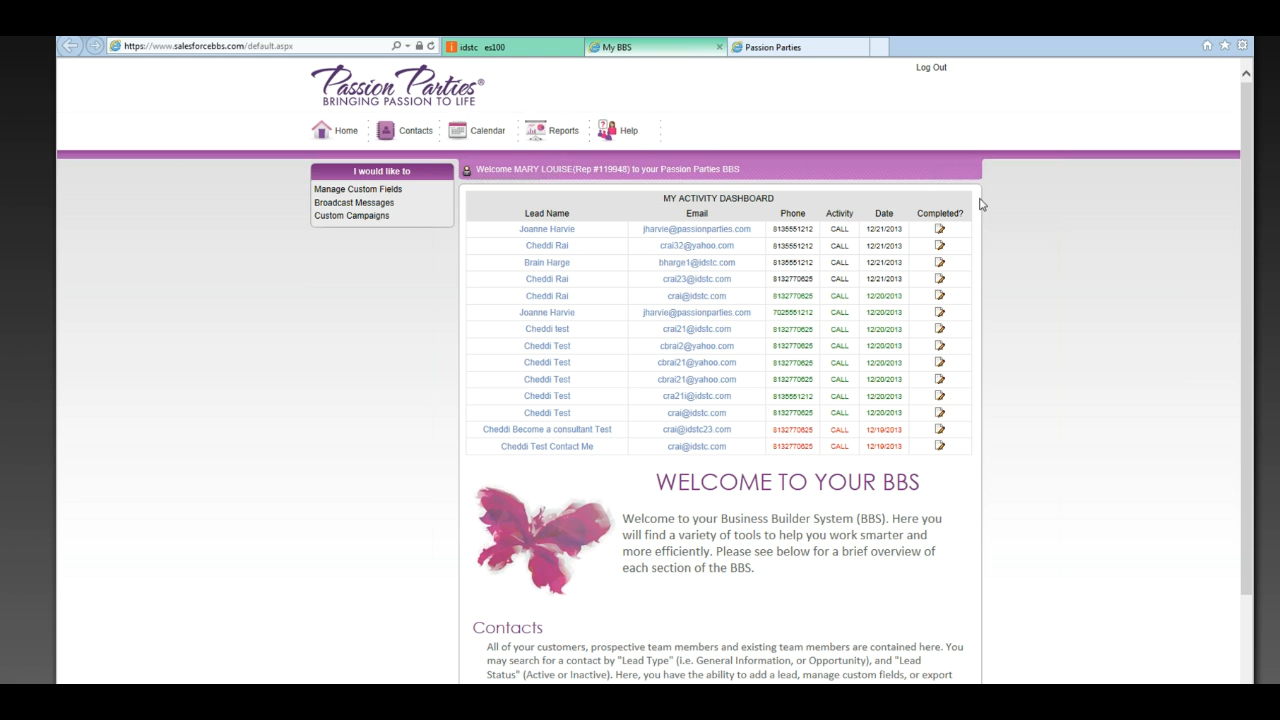 https://www.salesforcebbs.com/default.aspx
idstc es100
My BBS
Passion Parties
Log Out
Passion Parties®
BRINGING PASSION TO LIFE
Home Contacts Calendar Reports Help
I would like to
Manage Custom Fields
Broadcast Messages
Custom Campaigns
Welcome MARY LOUISE(Rep #119948) to your Passion Parties BBS
MY ACTIVITY DASHBOARD
Lead Name Email Phone Activity Date Completed?
Joanne Harvie jharvie@passionparties.com 8135551212 CALL 12/21/2013
Cheddi Rai crai32@yahoo.com 8135551212 CALL 12/21/2013
Brain Harge bharge1@idstc.com 8135551212 CALL 12/21/2013
Cheddi Rai crai23@idstc.com 8132770625 CALL 12/21/2013
Cheddi Rai crai@idstc.com 8132770625 CALL 12/20/2013
Joanne Harvie jharvie@passionparties.com 7025551212 CALL 12/20/2013
Cheddi test crai21@idstc.com 8132770625 CALL 12/20/2013
Cheddi Test cbrai2@yahoo.com 8132770625 CALL 12/20/2013
Cheddi Test cbrai21@yahoo.com 8132770625 CALL 12/20/2013
Cheddi Test cbrai21@yahoo.com 8132770625 CALL 12/20/2013
Cheddi Test cra21i@idstc.com 8135551212 CALL 12/20/2013
Cheddi Test crai@idstc.com 8132770625 CALL 12/20/2013
Cheddi Become a consultant Test crai@idstc23.com 8132770625 CALL 12/19/2013
Cheddi Test Contact Me crai@idstc.com 8132770625 CALL 12/19/2013
WELCOME TO YOUR BBS
Welcome to your Business Builder System (BBS). Here you
will find a variety of tools to help you work smarter and
more efficiently. Please see below for a brief overview of
each section of the BBS.
Contacts
All of your customers, prospective team members and existing team members are contained here. You
may search for a contact by "Lead Type" (i.e. General Information, or Opportunity), and "Lead
Status" (Active or Inactive). Here, you have the ability to add a lead, manage custom fields, or export